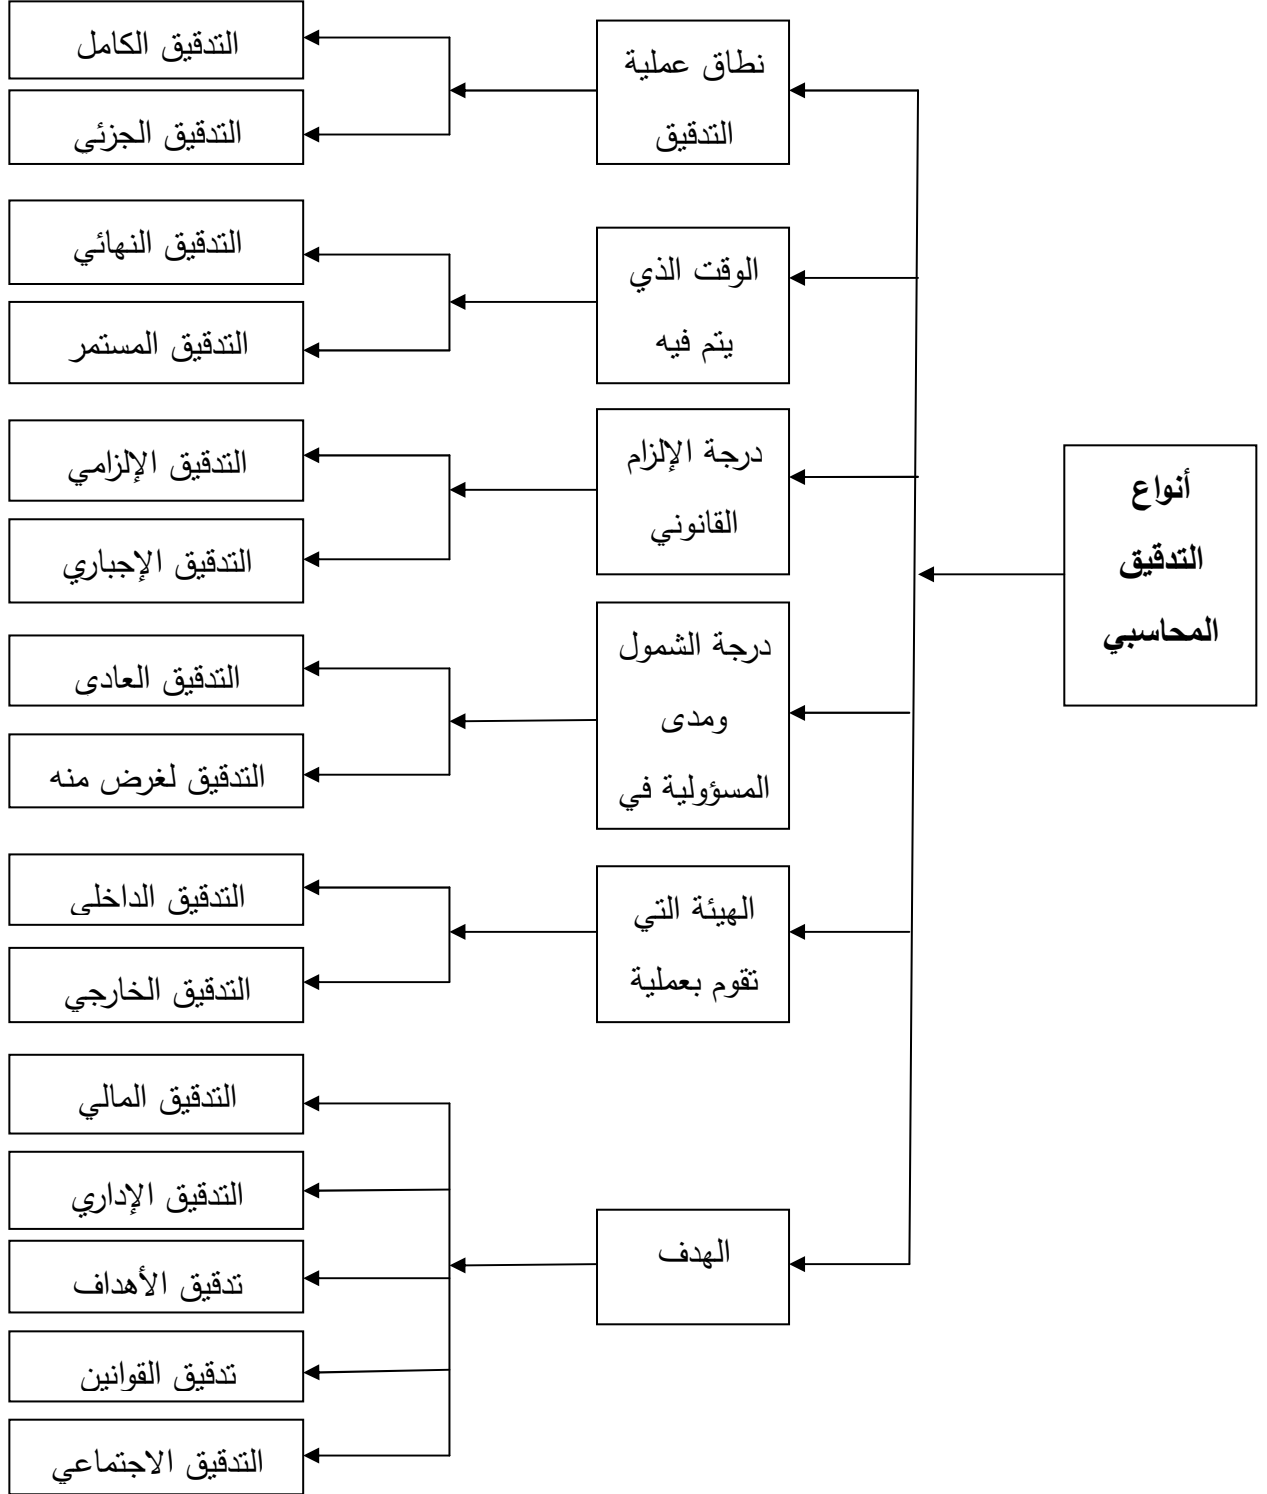 أنواع
التدقيق
المحاسبي
نطاق عملية
التدقيق
التدقيق الكامل
التدقيق الجزئي
الوقت الذي
يتم فيه
التدقيق النهائي
التدقيق المستمر
درجة الإلزام
القانوني
التدقيق الإلزامي
التدقيق الإجباري
درجة الشمول
ومدى
المسؤولية في
التدقيق العادى
التدقيق لغرض منه
الهيئة التي
تقوم بعملية
التدقيق الداخلى
التدقيق الخارجي
الهدف
التدقيق المالي
التدقيق الإداري
تدقيق الأهداف
تدقيق القوانين
التدقيق الاجتماعي